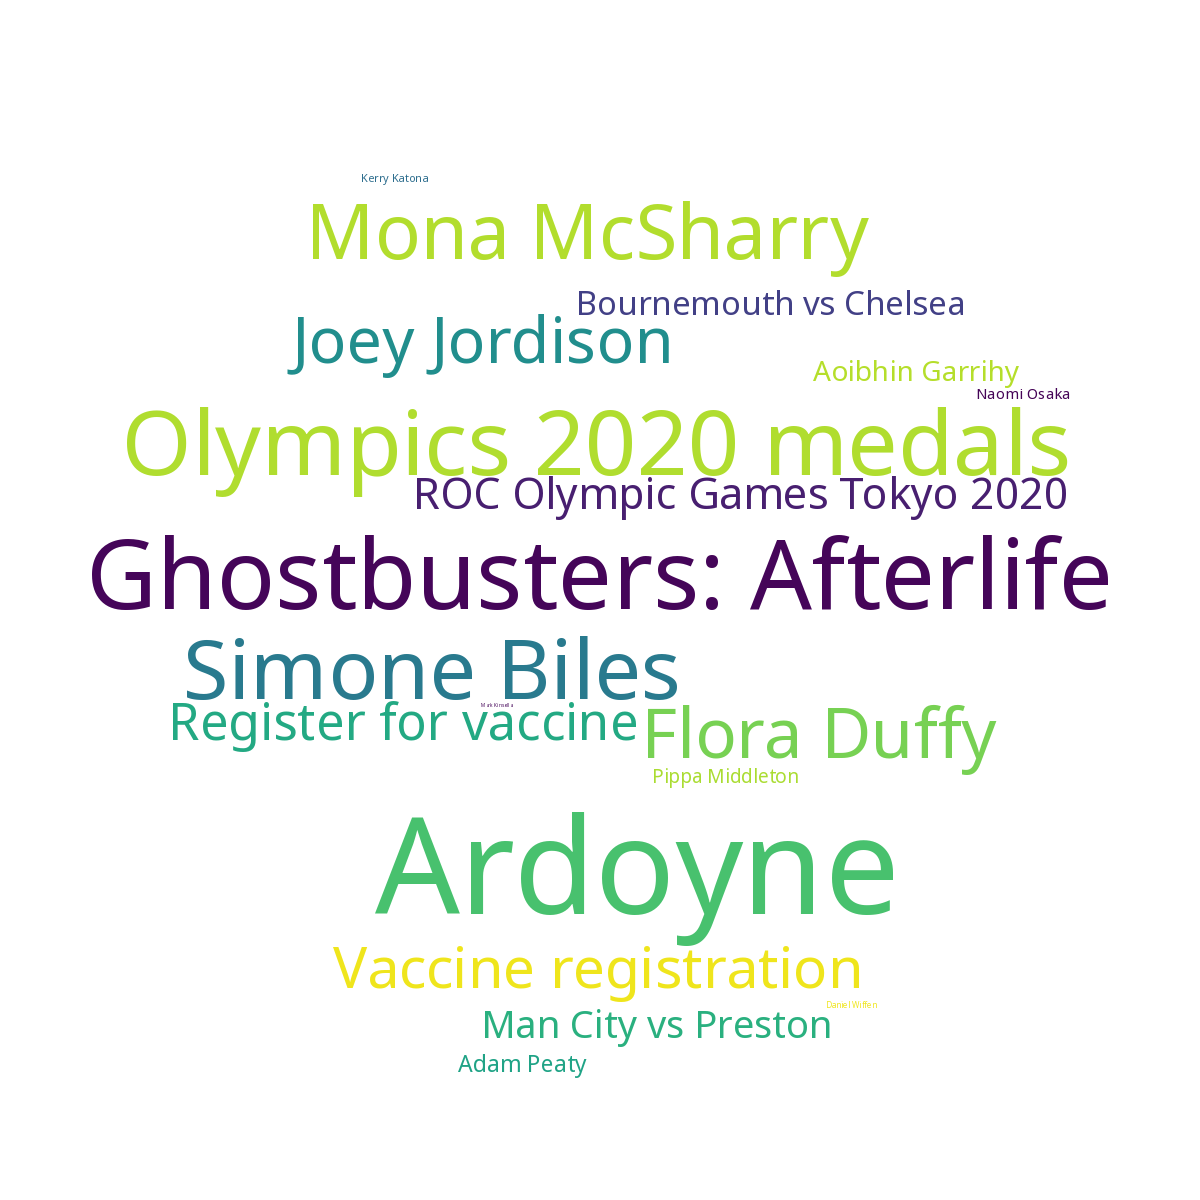 Kerry Katona
Mona McSharry
Bournemouth vs Chelsea
Joey Jordison
Aoibhin Garrihy
Naomi Osaka
Olympics 2020 medals
ROC Olympic Games Tokyo 2020
Ghostbusters: Afterlife
Simone Biles
Mark Kinsella
Register for vaccine
Flora Duffy
Pippa Middleton
Ardoyne
Vaccine registration
Daniel Wiffen
Man City vs Preston
Adam Peaty